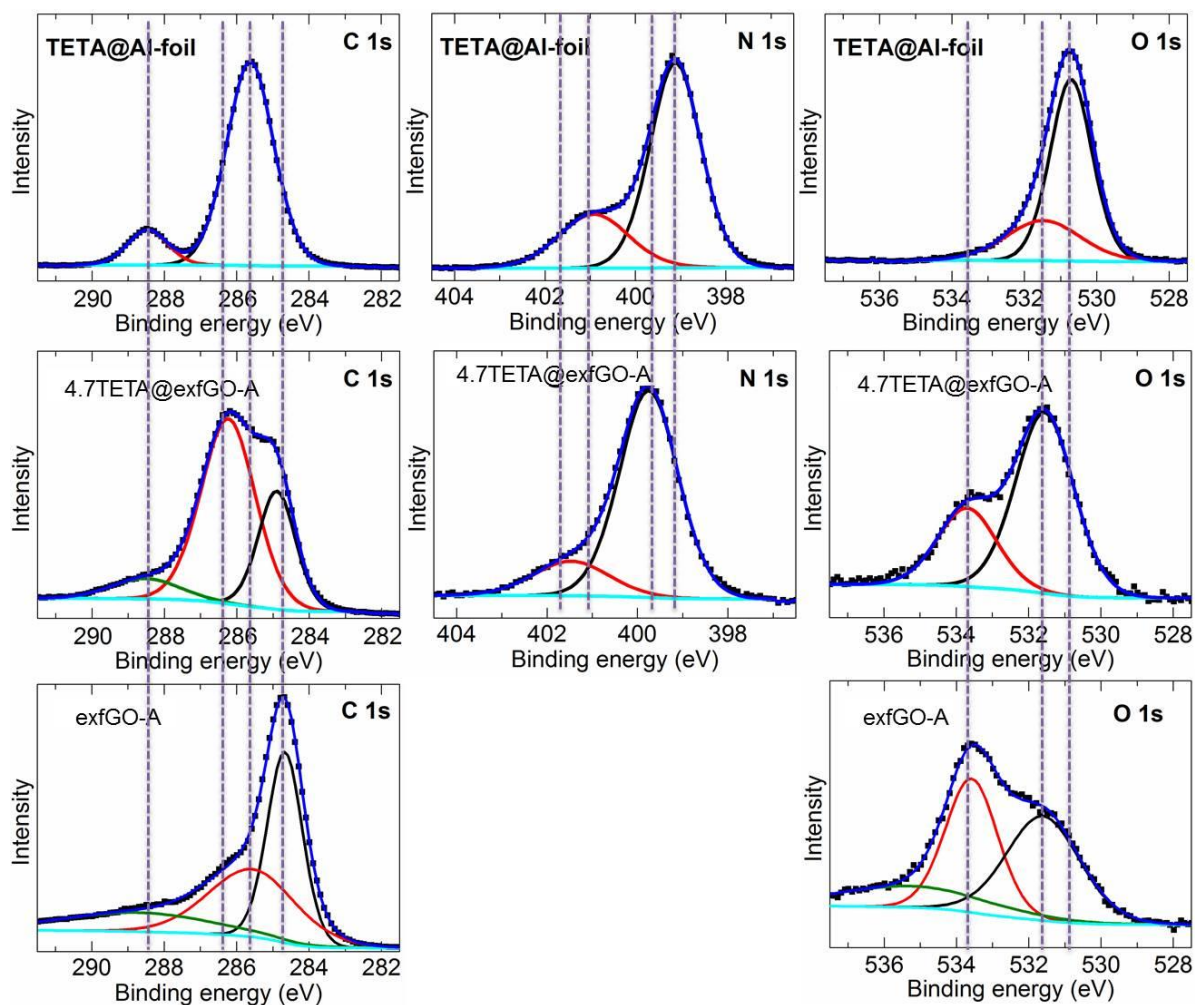 TETA@Al-foil C 1s
Intensity
290 288 286 284 282
Binding energy (eV)
TETA@Al-foil N 1s
Intensity
404 402 400 398
Binding energy (eV)
TETA@Al-foil O 1s
Intensity
536 534 532 530 528
Binding energy (eV)
4.7TETA@exfGO-A C 1s
Intensity
290 288 286 284 282
Binding energy (eV)
4.7TETA@exfGO-A N 1s
Intensity
404 402 400 398
Binding energy (eV)
4.7TETA@exfGO-A O 1s
Intensity
536 534 532 530 528
Binding energy (eV)
exfGO-A C 1s
Intensity
290 288 286 284 282
Binding energy (eV)
exfGO-A O 1s
Intensity
536 534 532 530 528
Binding energy (eV)